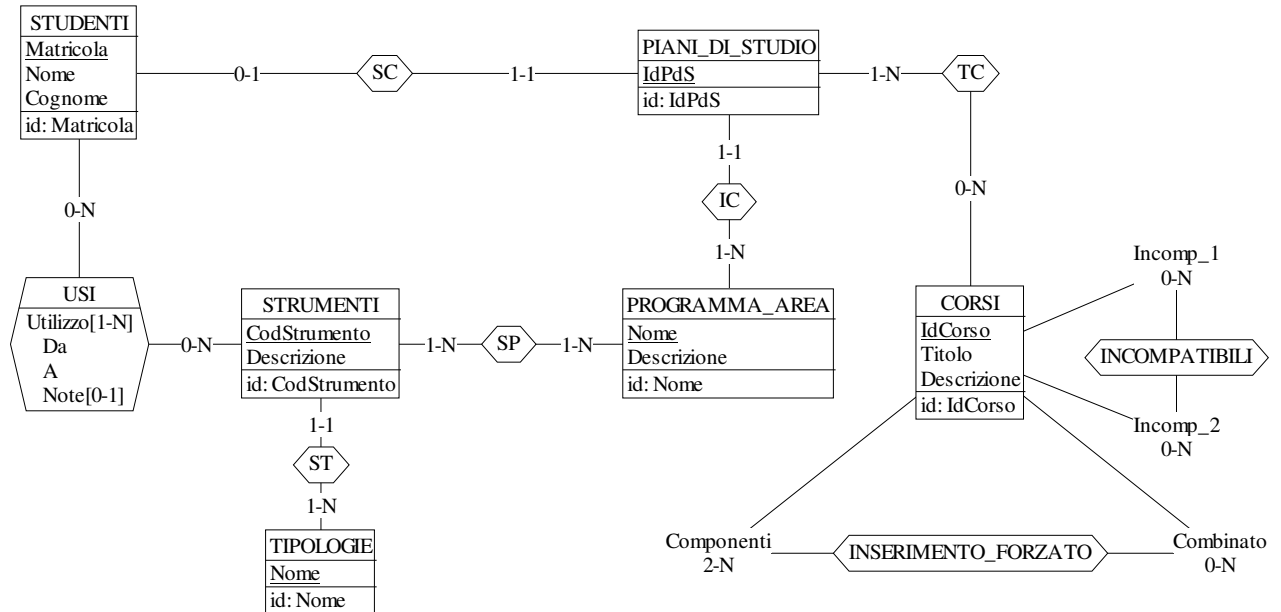 STUDENTI
Matricola
Nome
Cognome
id: Matricola
0-1
SC
1-1
PIANI_DI_STUDIO
IdPdS
id: IdPdS
1-N
TC
0-N
1-1
IC
1-N
0-N
USI
Utilizzo[1-N]
Da
A
Note[0-1]
0-N
STRUMENTI
CodStrumento
Descrizione
id: CodStrumento
1-N
SP
1-N
PROGRAMMA_AREA
Nome
Descrizione
id: Nome
CORSI
IdCorso
Titolo
Descrizione
id: IdCorso
Incomp_1
0-N
INCOMPATIBILI
Incomp_2
0-N
1-1
ST
1-N
TIPOLOGIE
Nome
id: Nome
Componenti
2-N
INSERIMENTO_FORZATO
Combinato
0-N